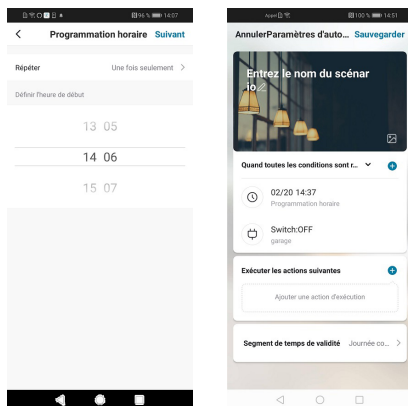 96 % 14:07
Programmation horaire Suivant
Répéter Une fois seulement
Définir l'heure de début
13 05
14 06
15 07
Appel 100 % 14:51
Annuler Paramètres d'auto... Sauvegarder
Entrez le nom du scénar
io
Quand toutes les conditions sont r...
02/20 14:37
Programmation horaire
Switch:OFF
garage
Exécuter les actions suivantes
Ajouter une action d'exécution
Segment de temps de validité Journée co...